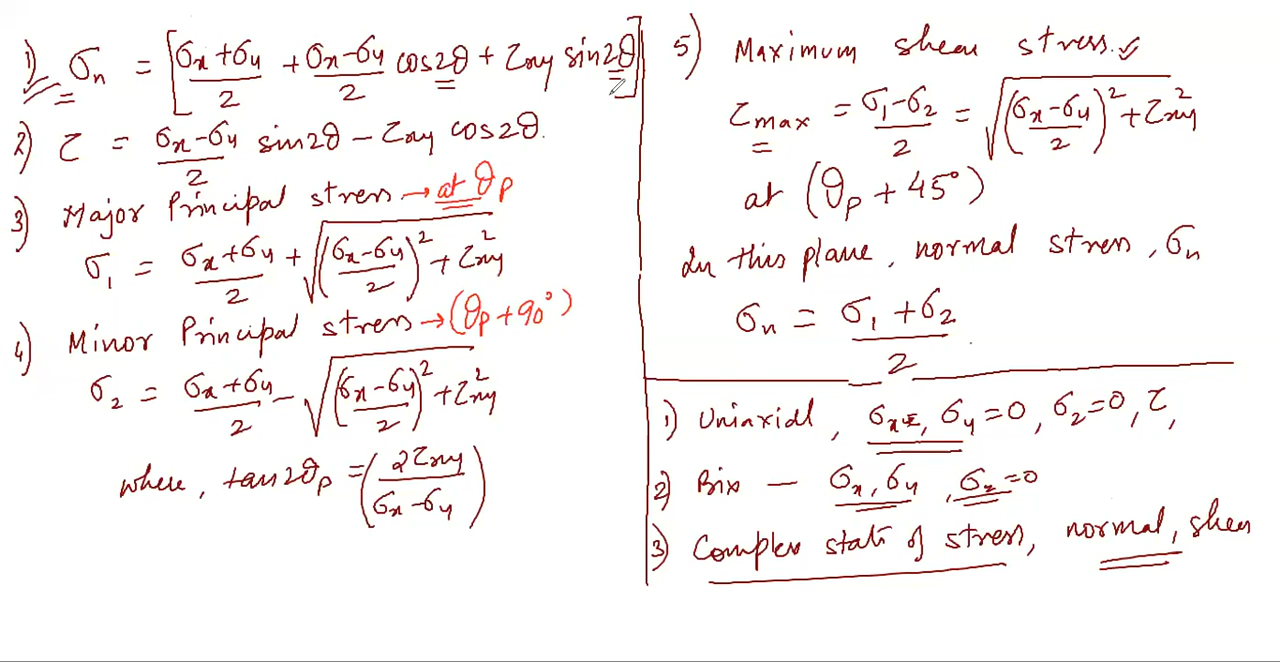 1) σn = [σx+σy/2 + σx-σy/2 cos2θ + τxy sin2θ]
2) τ = σx-σy/2 sin2θ - τxy cos2θ.
3) Major Principal stress → at θp
σ1 = σx+σy/2 + √(σx-σy/2)² + τxy²
4) Minor Principal stress → (θp+90°)
σ2 = σx+σy/2 - √(σx-σy/2)² + τxy²
where, tan2θp = (2τxy/σx-σy)
5) Maximum shear stress. ✓
τmax = σ1-σ2/2 = √(σx-σy/2)² + τxy²
at (θp + 45°)
In this plane, normal stress, σn
σn = σ1+σ2/2
1) Uniaxial, σx, σy=0, σz=0, τ,
2) Bix — σx, σy, σz=0
3) Complex stati of stress, normal, shear